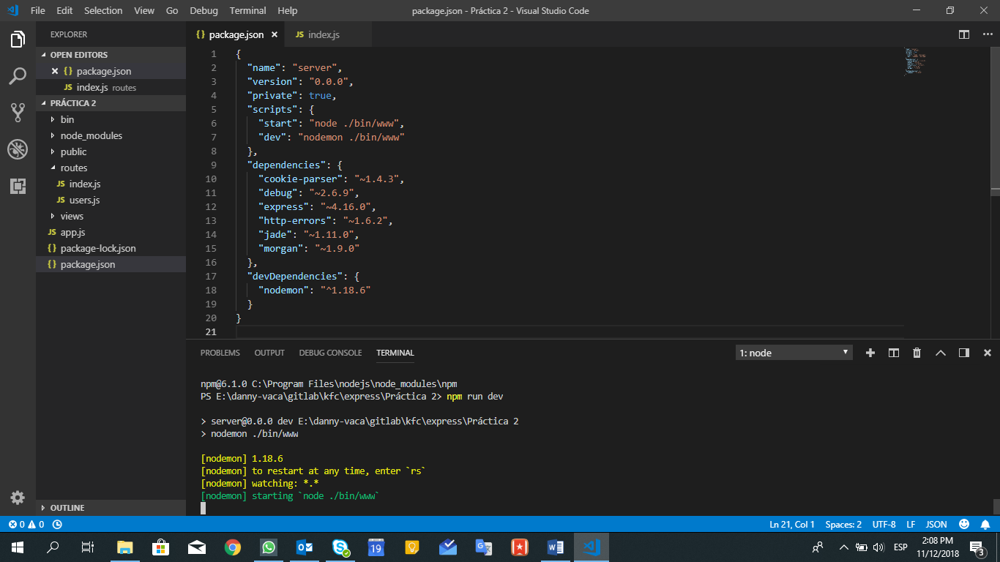 File Edit Selection View Go Debug Terminal Help
package.json - Práctica 2 - Visual Studio Code
EXPLORER
OPEN EDITORS
package.json
index.js routes
PRÁCTICA 2
bin
node_modules
public
routes
JS index.js
JS users.js
views
JS app.js
{} package-lock.json
{} package.json
OUTLINE
{} package.json
JS index.js
1 {
2 "name": "server",
3 "version": "0.0.0",
4 "private": true,
5 "scripts": {
6 "start": "node ./bin/www",
7 "dev": "nodemon ./bin/www"
8 },
9 "dependencies": {
10 "cookie-parser": "~1.4.3",
11 "debug": "~2.6.9",
12 "express": "~4.16.0",
13 "http-errors": "~1.6.2",
14 "jade": "~1.11.0",
15 "morgan": "~1.9.0"
16 },
17 "devDependencies": {
18 "nodemon": "^1.18.6"
19 }
20 }
21
PROBLEMS OUTPUT DEBUG CONSOLE TERMINAL
1: node
npm@6.1.0 C:\Program Files\nodejs\node_modules\npm
PS E:\danny-vaca\gitlab\kfc\express\Práctica 2> npm run dev
> server@0.0.0 dev E:\danny-vaca\gitlab\kfc\express\Práctica 2
> nodemon ./bin/www
[nodemon] 1.18.6
[nodemon] to restart at any time, enter `rs`
[nodemon] watching: *.*
[nodemon] starting `node ./bin/www`
0 0
Ln 21, Col 1 Spaces: 2 UTF-8 LF JSON
19
ESP
2:08 PM
11/12/2018
3